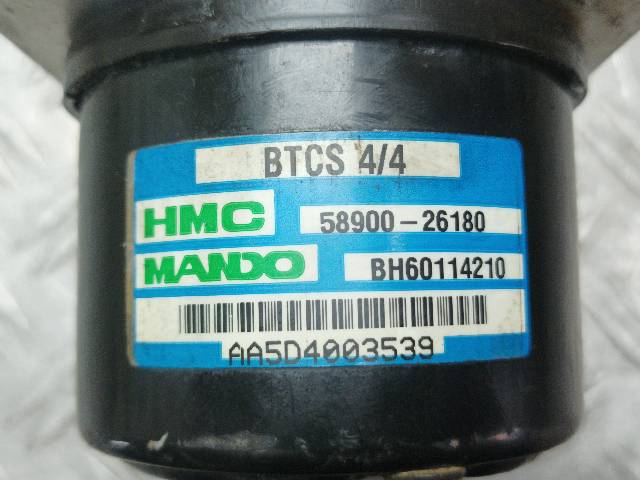 BTCS 4/4
HMC 58900-26180
MANDO BH60114210
AA5D4003539